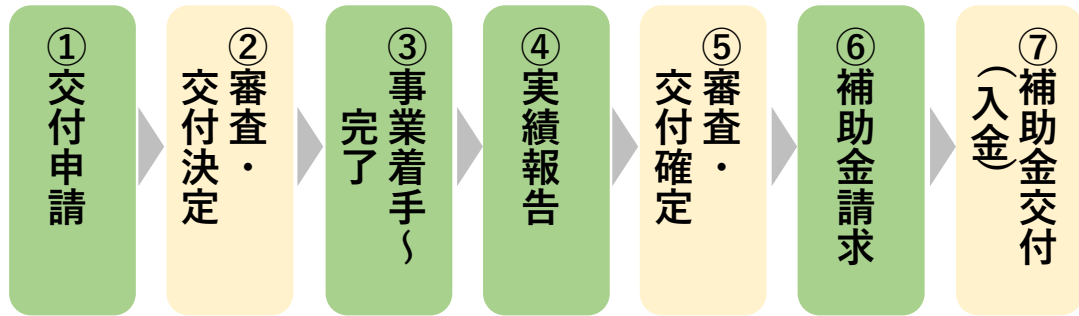 ①交付申請
②審査・
交付決定
③事業着手～
完了
④実績報告
⑤審査・
交付確定
⑥補助金請求
⑦補助金交付
（入金）